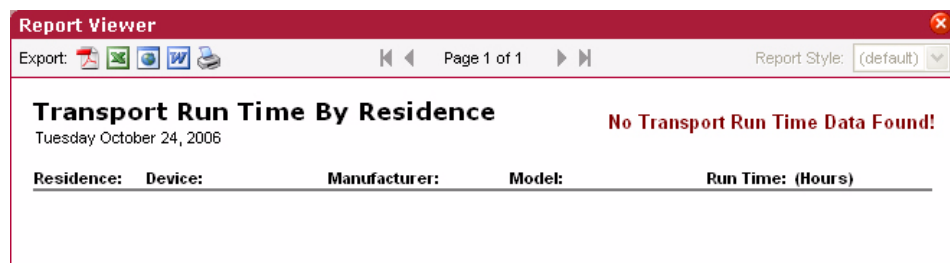 Report Viewer
Export: Page 1 of 1 Report Style: (default)
Transport Run Time By Residence
No Transport Run Time Data Found!
Tuesday October 24, 2006
Residence: Device: Manufacturer: Model: Run Time: (Hours)